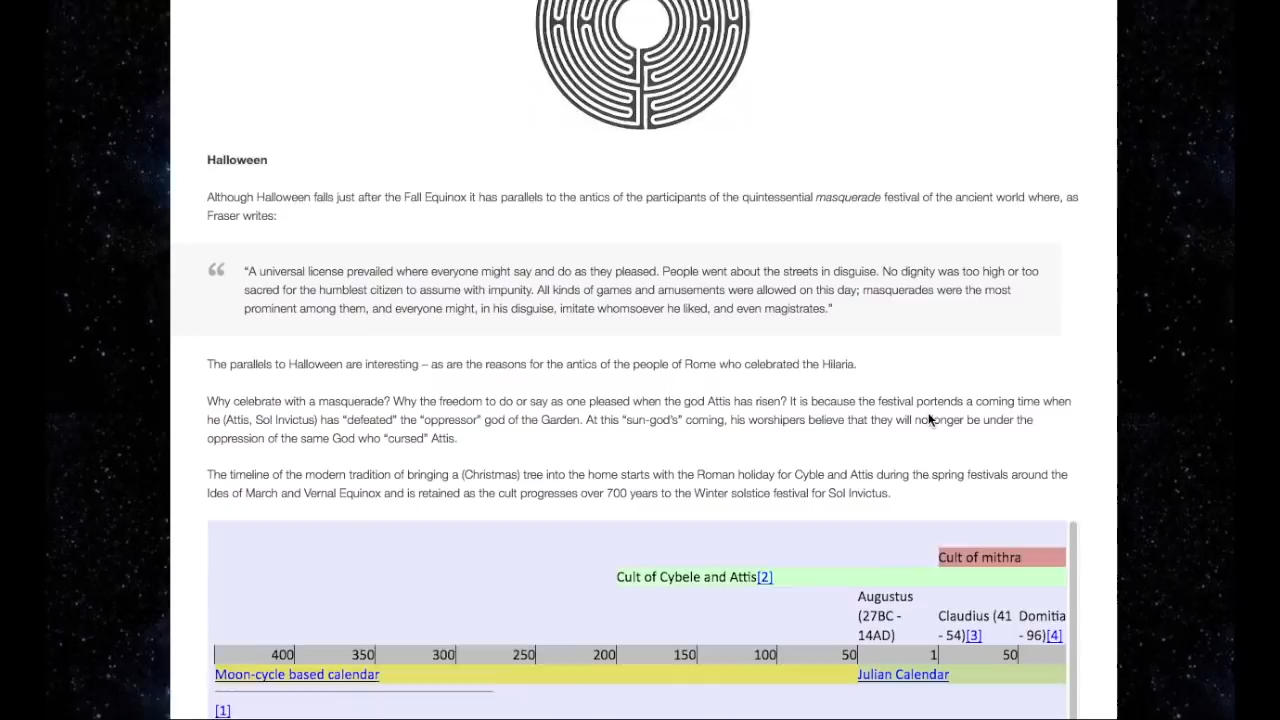 Halloween
Although Halloween falls just after the Fall Equinox it has parallels to the antics of the participants of the quintessential masquerade festival of the ancient world where, as
Fraser writes:
“A universal license prevailed where everyone might say and do as they pleased. People went about the streets in disguise. No dignity was too high or too
sacred for the humblest citizen to assume with impunity. All kinds of games and amusements were allowed on this day; masquerades were the most
prominent among them, and everyone might, in his disguise, imitate whomsoever he liked, and even magistrates.”
The parallels to Halloween are interesting – as are the reasons for the antics of the people of Rome who celebrated the Hilaria.
Why celebrate with a masquerade? Why the freedom to do or say as one pleased when the god Attis has risen? It is because the festival portends a coming time when
he (Attis, Sol Invictus) has “defeated” the “oppressor” god of the Garden. At this “sun-god’s” coming, his worshipers believe that they will no longer be under the
oppression of the same God who “cursed” Attis.
The timeline of the modern tradition of bringing a (Christmas) tree into the home starts with the Roman holiday for Cyble and Attis during the spring festivals around the
Ides of March and Vernal Equinox and is retained as the cult progresses over 700 years to the Winter solstice festival for Sol Invictus.
Cult of mithra
Cult of Cybele and Attis[2]
Augustus
(27BC - Claudius (41 Domitia
14AD) - 54)[3] - 96)[4]
400 350 300 250 200 150 100 50 1 50
Moon-cycle based calendar Julian Calendar
[1]